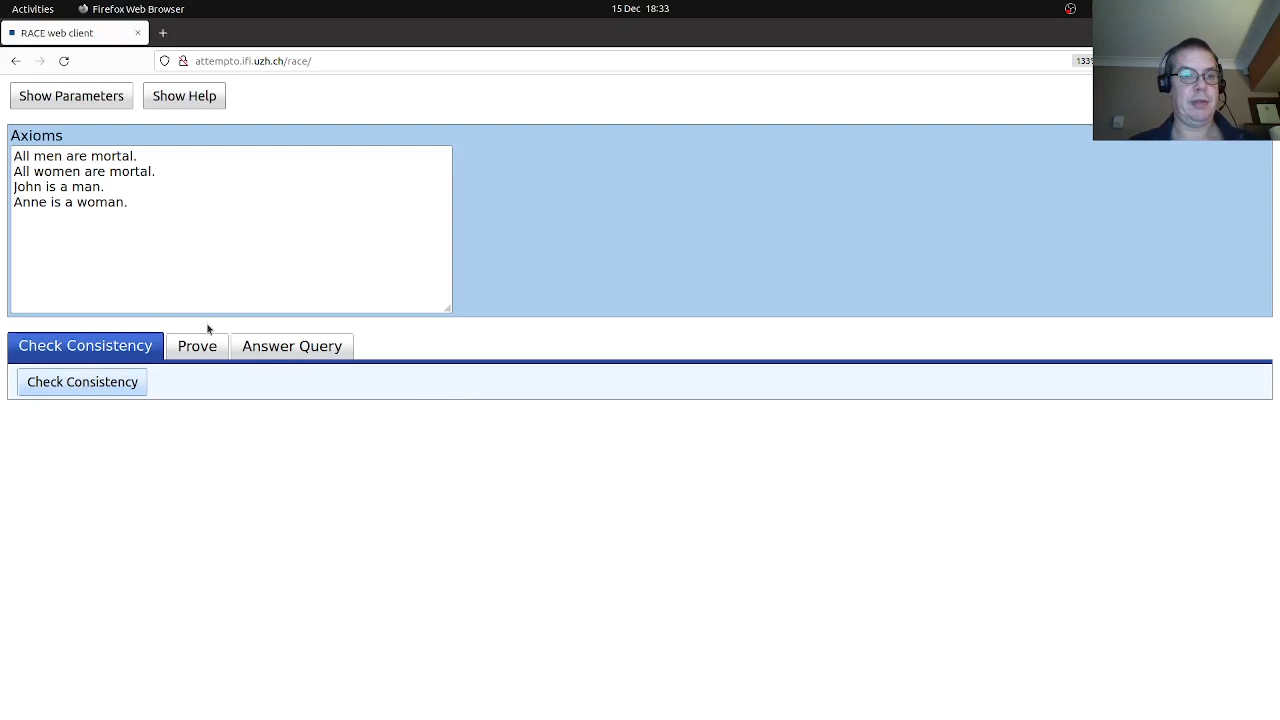 Activities Firefox Web Browser 15 Dec 18:33
RACE web client × +
attempto.ifi.uzh.ch/race/ 133%
Show Parameters Show Help
Axioms
All men are mortal.
All women are mortal.
John is a man.
Anne is a woman.
Check Consistency Prove Answer Query
Check Consistency